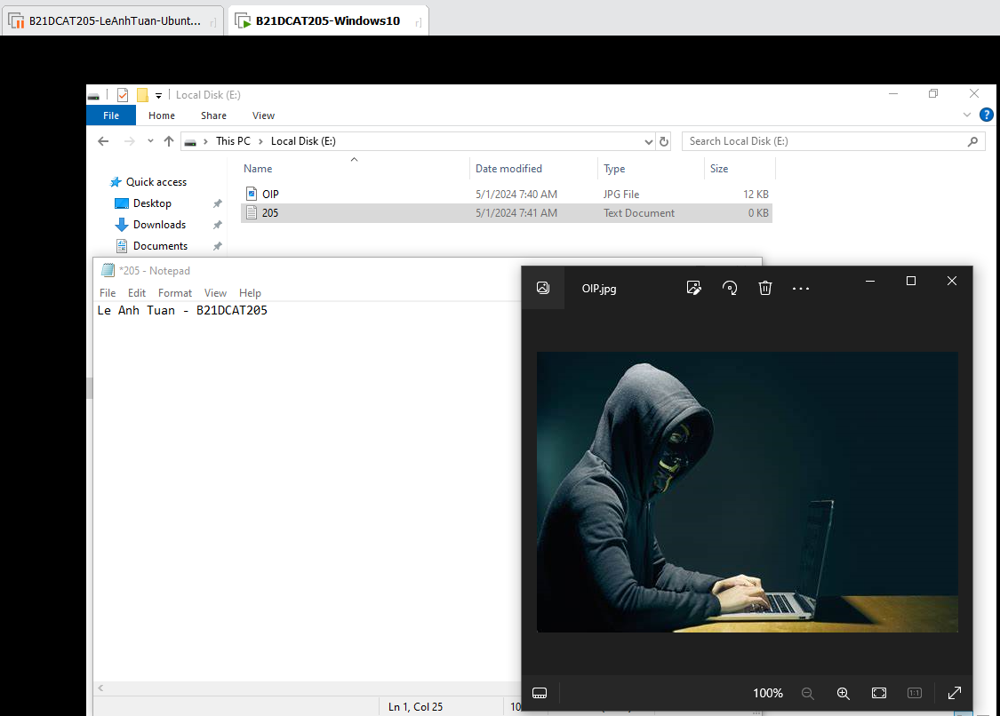 B21DCAT205-LeAnhTuan-Ubunt...
B21DCAT205-Windows10
Local Disk (E:)
File Home Share View
This PC Local Disk (E:)
Search Local Disk (E:)
Name Date modified Type Size
Quick access
Desktop
Downloads
Documents
OIP 5/1/2024 7:40 AM JPG File 12 KB
205 5/1/2024 7:41 AM Text Document 0 KB
*205 - Notepad
File Edit Format View Help
Le Anh Tuan - B21DCAT205
Ln 1, Col 25
10
OIP.jpg
100%
1:1